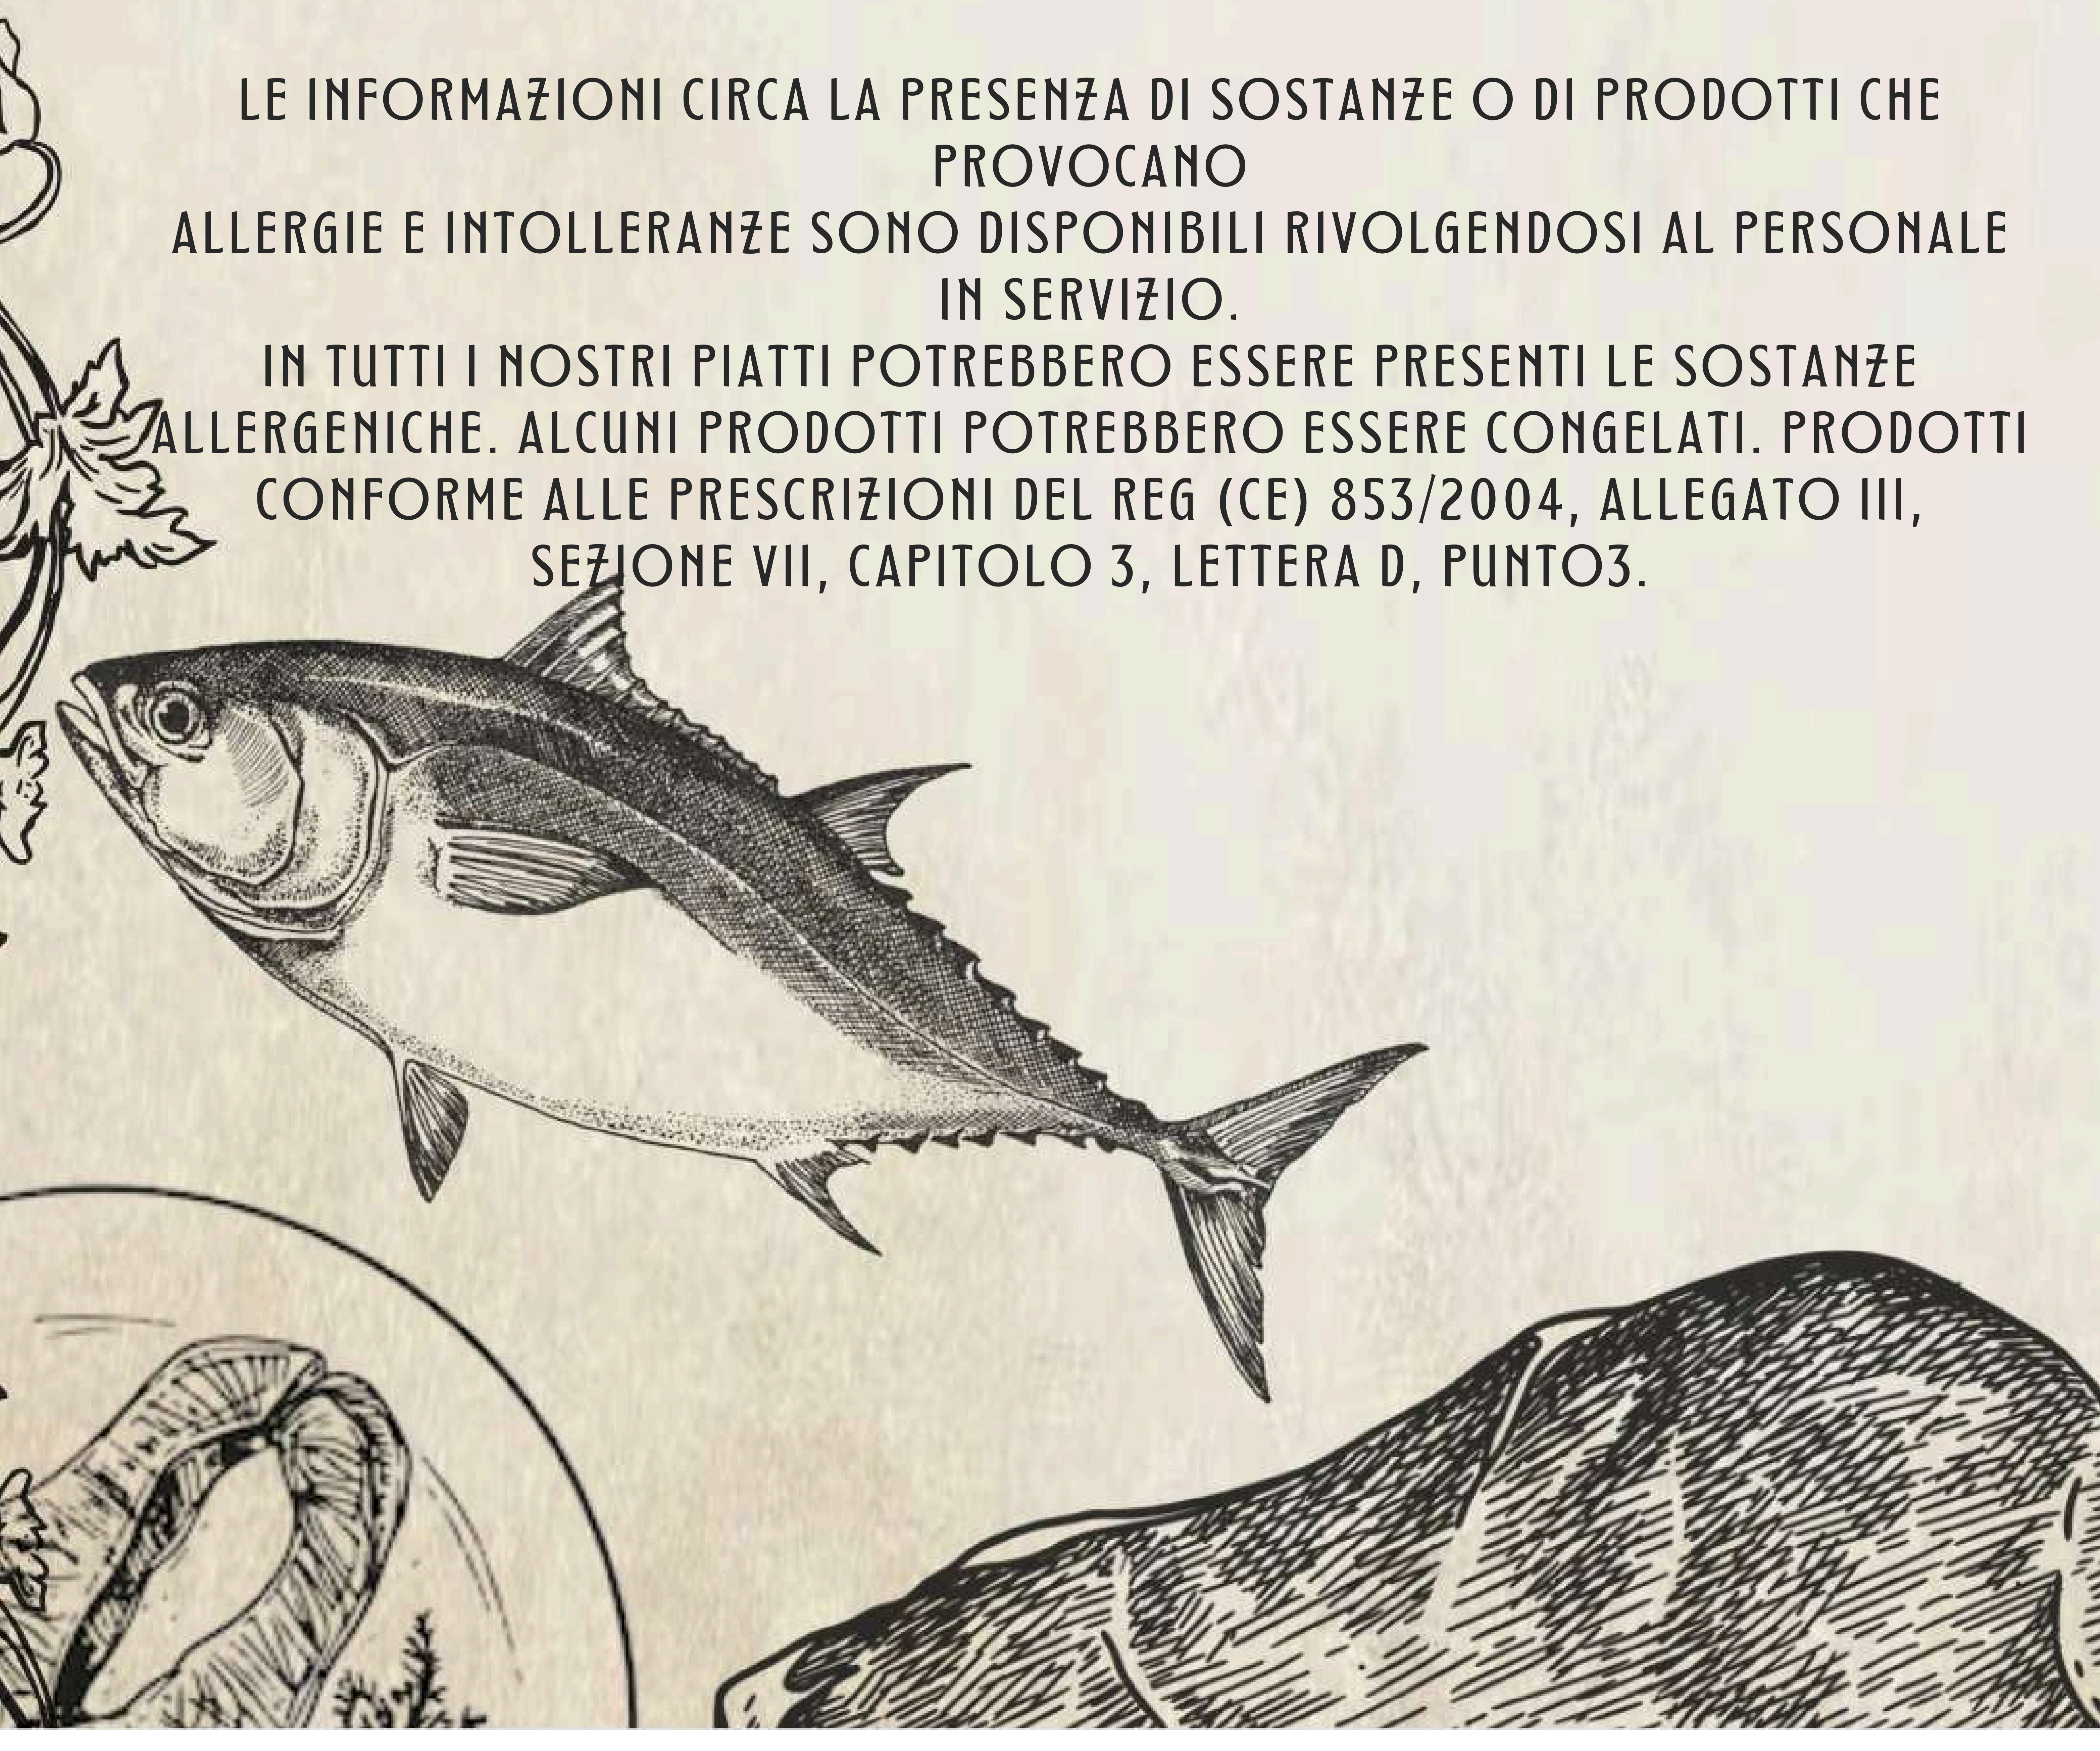 LE INFORMAZIONI CIRCA LA PRESENZA DI SOSTANZE O DI PRODOTTI CHE
PROVOCANO
ALLERGIE E INTOLLERANZE SONO DISPONIBILI RIVOLGENDOSI AL PERSONALE
IN SERVIZIO.
IN TUTTI I NOSTRI PIATTI POTREBBERO ESSERE PRESENTI LE SOSTANZE
ALLERGENICHE. ALCUNI PRODOTTI POTREBBERO ESSERE CONGELATI. PRODOTTI
CONFORME ALLE PRESCRIZIONI DEL REG (CE) 853/2004, ALLEGATO III,
SEZIONE VII, CAPITOLO 3, LETTERA D, PUNTO3.